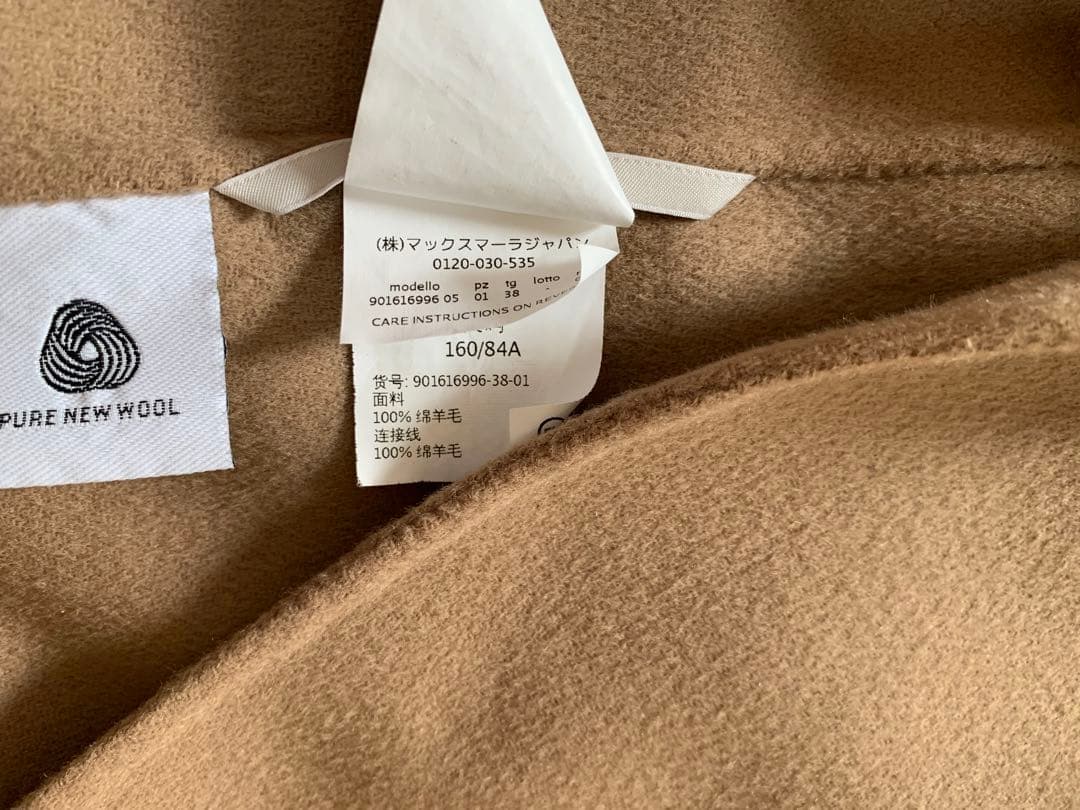 PURE NEW WOOL
(株)マックスマーラジャパン
0120-030-535
modello pz tg lotto
901616996 05 01 38
CARE INSTRUCTIONS ON
160/84A
货号: 901616996-38-01
面料
100% 绵羊毛
连接线
100% 绵羊毛